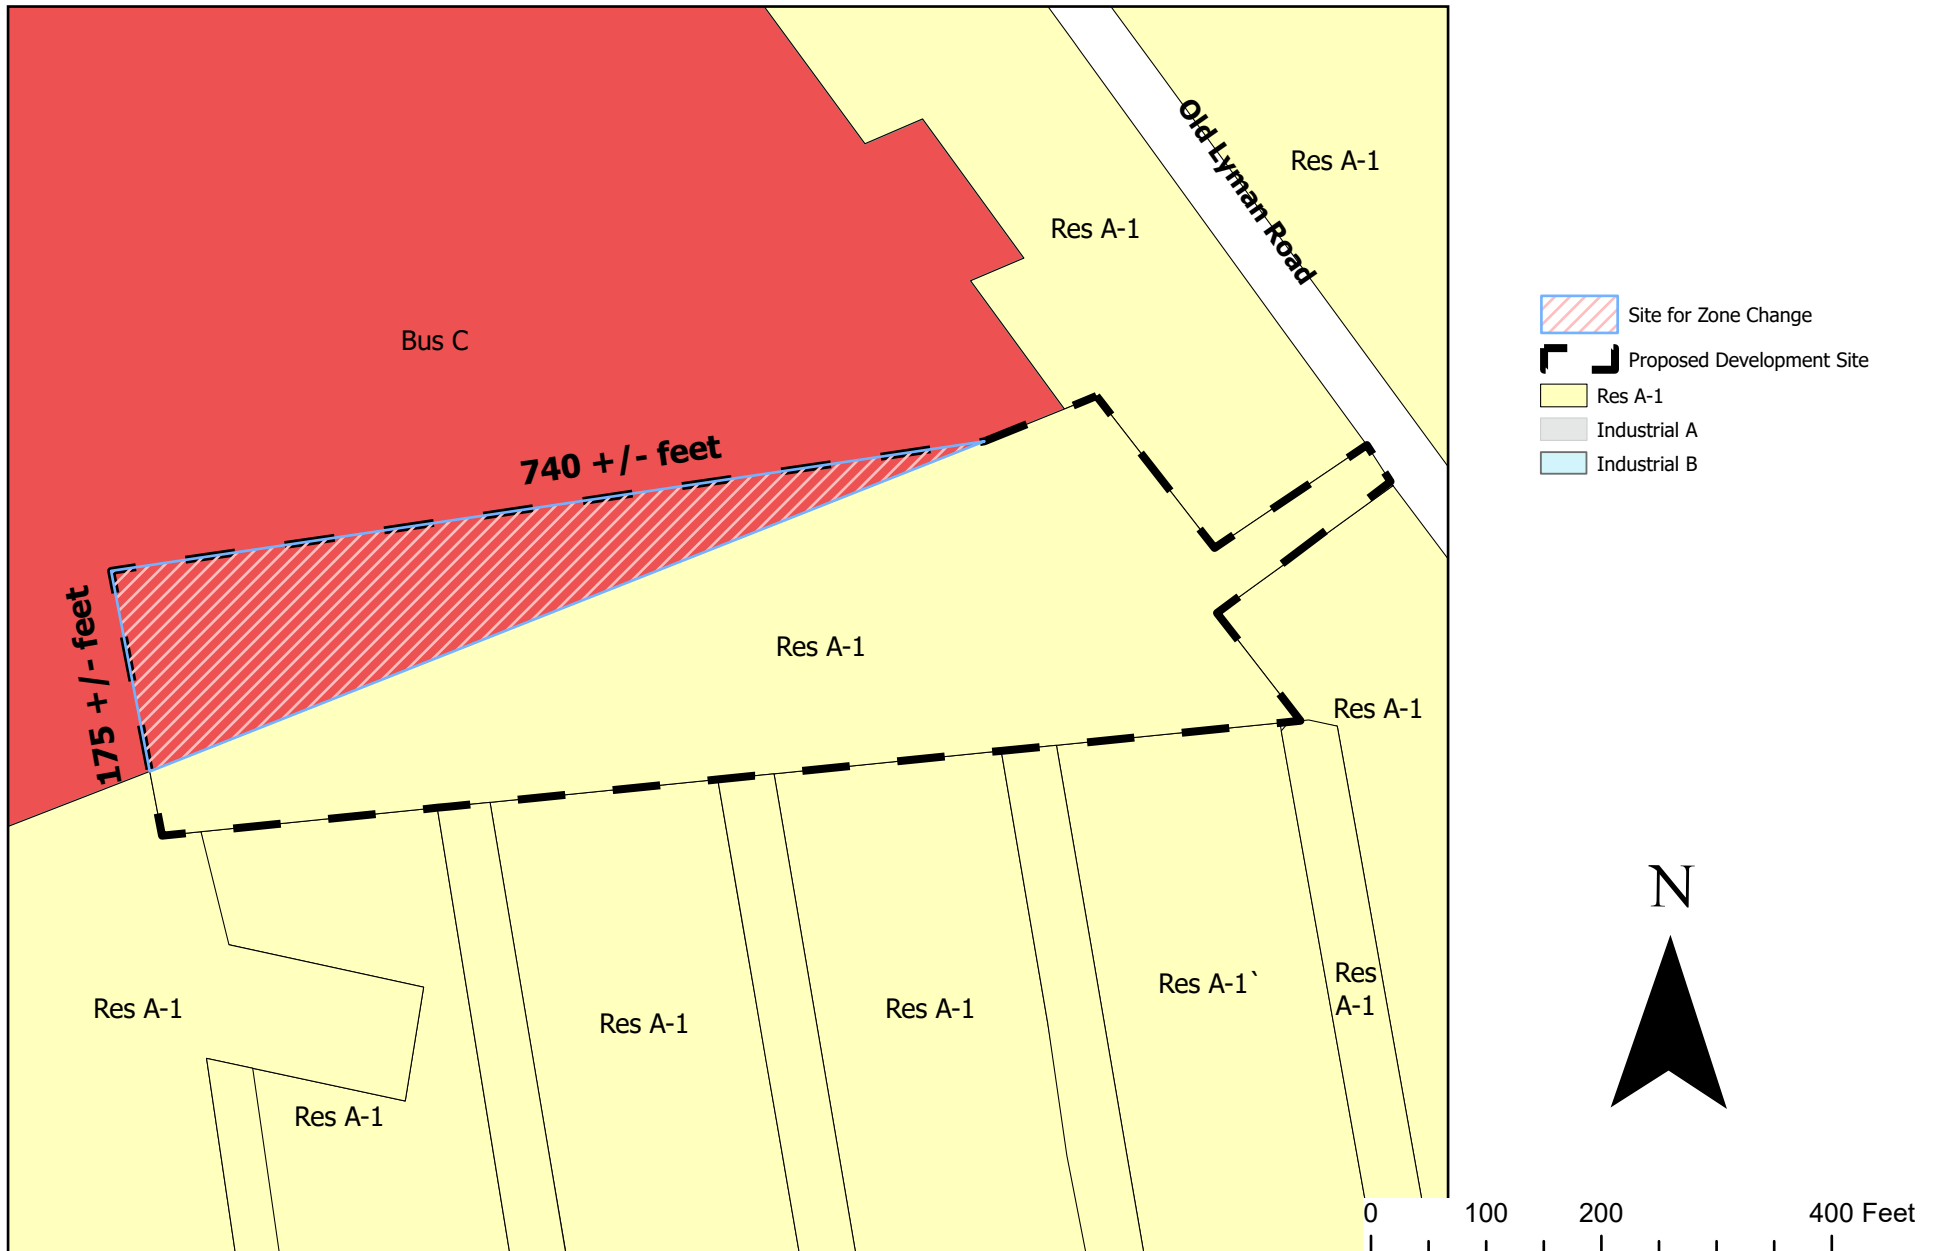 Old Lyman Road
Res A-1
Res A-1
Bus C
740 +/- feet
175 +/- feet
Res A-1
Res A-1
Res A-1
Res A-1
Res A-1
Res A-1
Res A-1`
Res
A-1
Site for Zone Change
Proposed Development Site
Res A-1
Industrial A
Industrial B
N
0 100 200 400 Feet